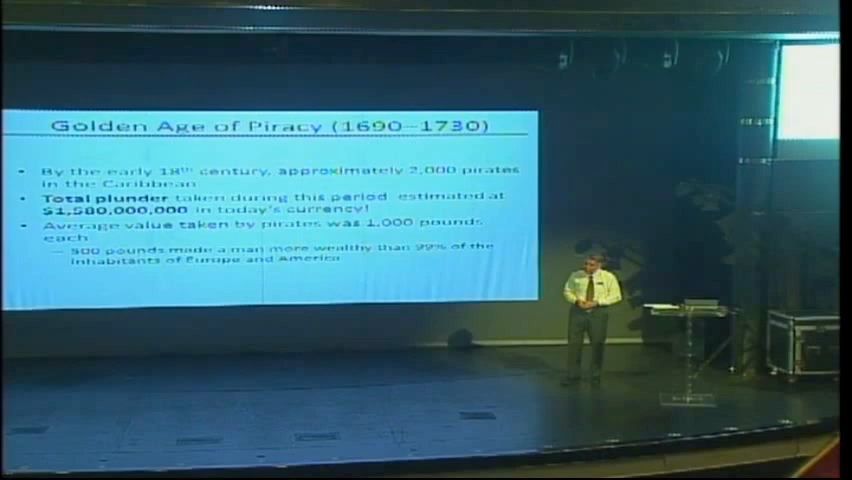 Golden Age of Piracy (1690–1730)
• By the early 18th century, approximately 2,000 pirates
in the Caribbean
• Total plunder taken during this period estimated at
$1,580,000,000 in today's currency!
• Average value taken by pirates was 1,000 pounds
each
– 500 pounds made a man more wealthy than 99% of the
inhabitants of Europe and America